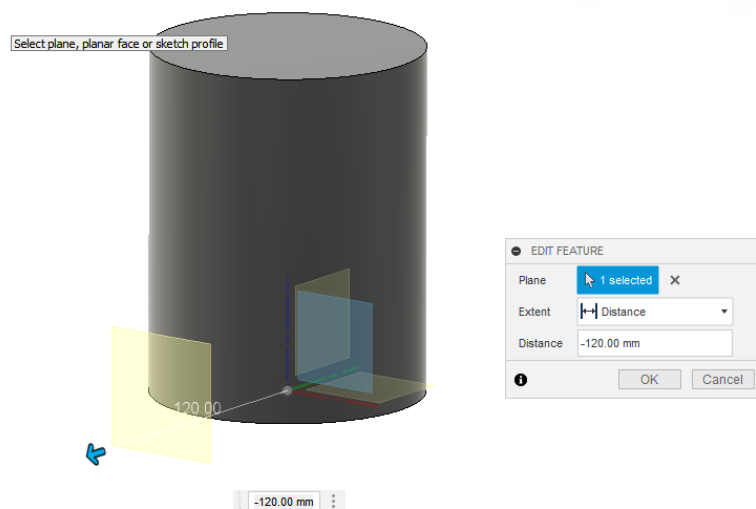 Select plane, planar face or sketch profile
120.00
EDIT FEATURE
Plane 1 selected
Extent Distance
Distance -120.00 mm
OK Cancel
-120.00 mm